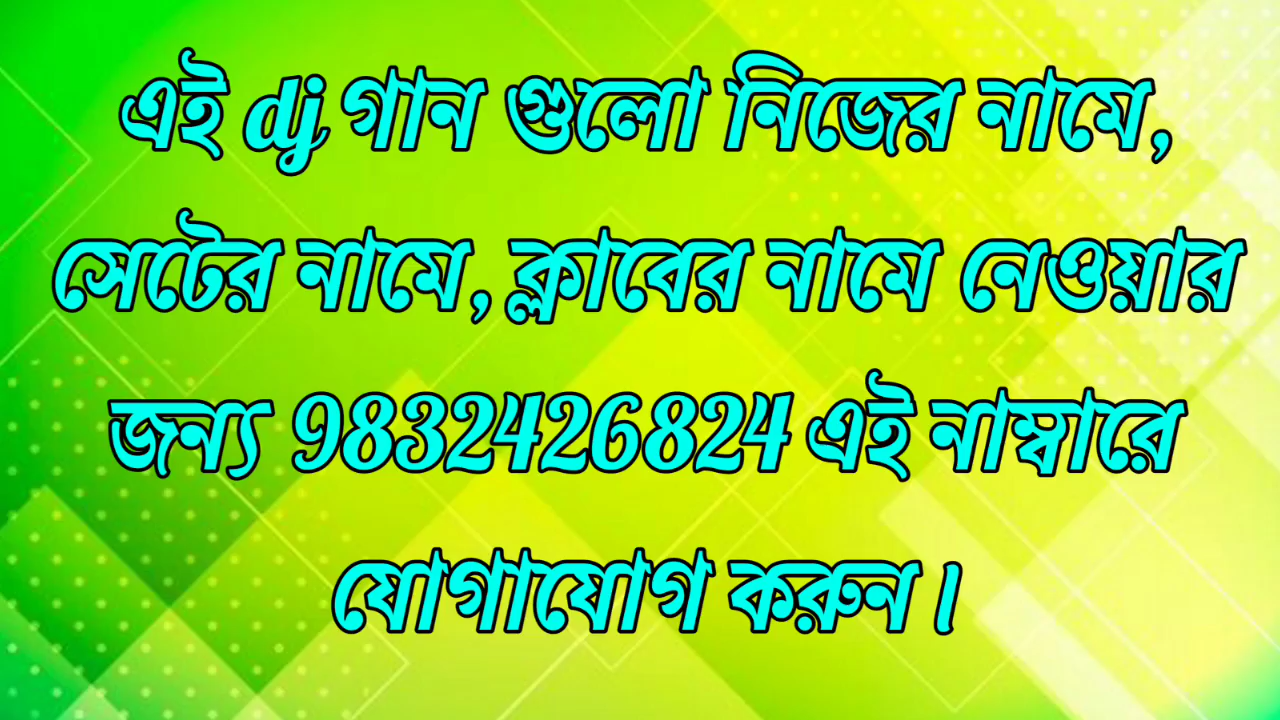 এই dj গান গুলো নিজের নামে,
সেটের নামে, ক্লাবের নামে নেওয়ার
জন্য 9832426824 এই নাম্বারে
যোগাযোগ করুন।